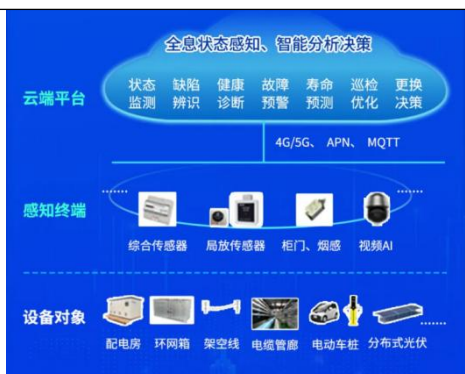 全息状态感知、智能分析决策
云端平台
状态 缺陷 健康 故障 寿命 巡检 更换
监测 辨识 诊断 预警 预测 优化 决策
4G/5G、 APN、 MQTT
感知终端
综合传感器 局放传感器 柜门、烟感 视频AI
设备对象
配电房 环网箱 架空线 电缆管廊 电动车桩 分布式光伏